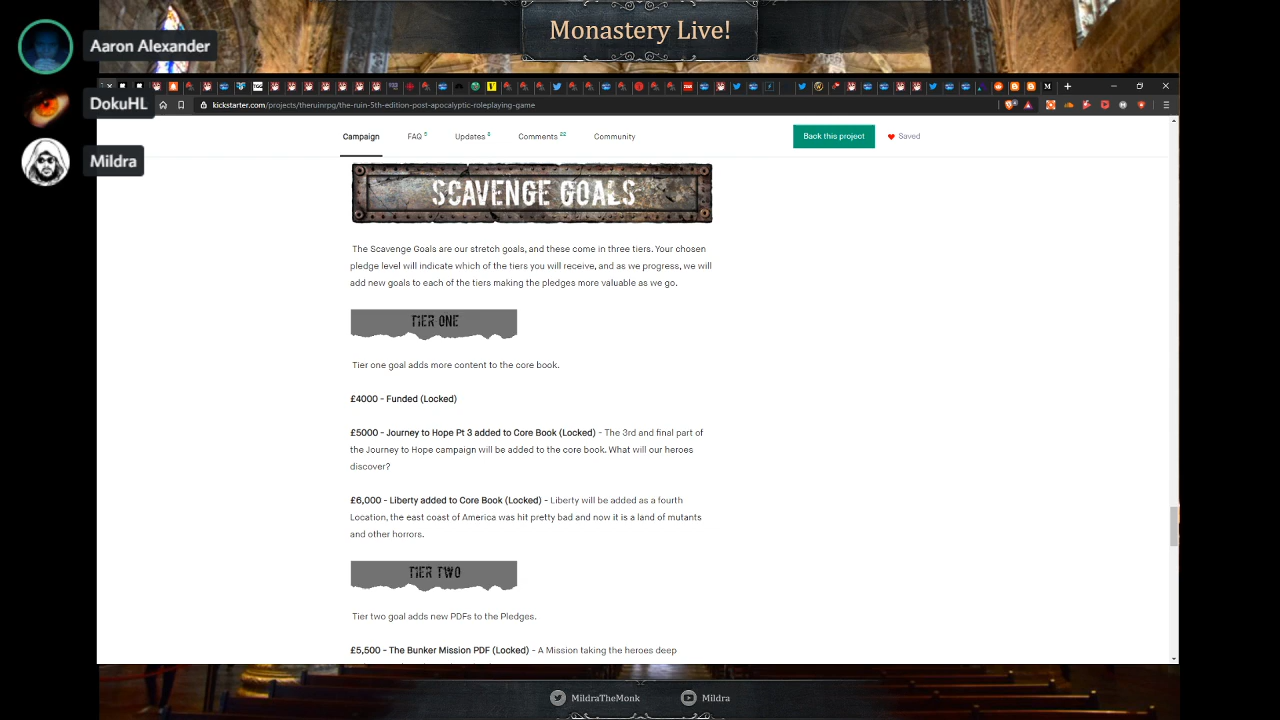 Monastery Live!
Aaron Alexander
DokuHL
Mildra
kickstarter.com/projects/theruinrpg/the-ruin-5th-edition-post-apocalyptic-roleplaying-game
Campaign FAQ 5 Updates 3 Comments 22 Community Back this project Saved
SCAVENGE GOALS
The Scavenge Goals are our stretch goals, and these come in three tiers. Your chosen
pledge level will indicate which of the tiers you will receive, and as we progress, we will
add new goals to each of the tiers making the pledges more valuable as we go.
TIER ONE
Tier one goal adds more content to the core book.
£4000 - Funded (Locked)
£5000 - Journey to Hope Pt 3 added to Core Book (Locked) - The 3rd and final part of
the Journey to Hope campaign will be added to the core book. What will our heroes
discover?
£6,000 - Liberty added to Core Book (Locked) - Liberty will be added as a fourth
Location, the east coast of America was hit pretty bad and now it is a land of mutants
and other horrors.
TIER TWO
Tier two goal adds new PDFs to the Pledges.
£5,500 - The Bunker Mission PDF (Locked) - A Mission taking the heroes deep
MildraTheMonk Mildra